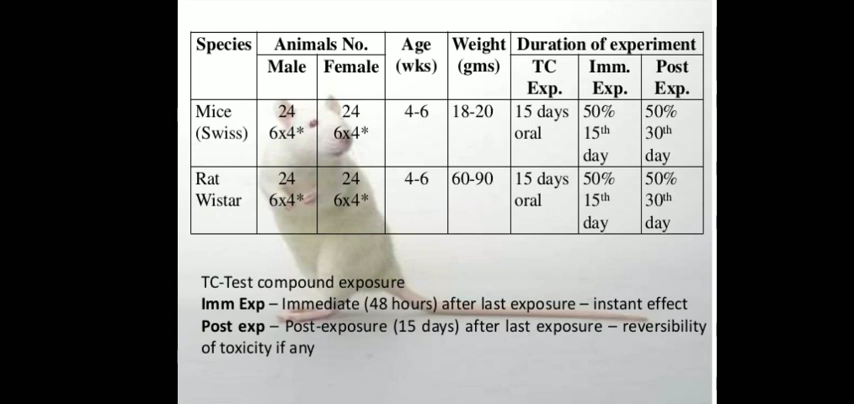 Species Animals No. Age Weight Duration of experiment
Male Female (wks) (gms) TC Imm. Post
Exp. Exp. Exp.
Mice 24 24 4-6 18-20 15 days 50% 50%
(Swiss) 6x4* 6x4* oral 15th 30th
day day
Rat 24 24 4-6 60-90 15 days 50% 50%
Wistar 6x4* 6x4* oral 15th 30th
day day
TC-Test compound exposure
Imm Exp – Immediate (48 hours) after last exposure – instant effect
Post exp – Post-exposure (15 days) after last exposure – reversibility
of toxicity if any